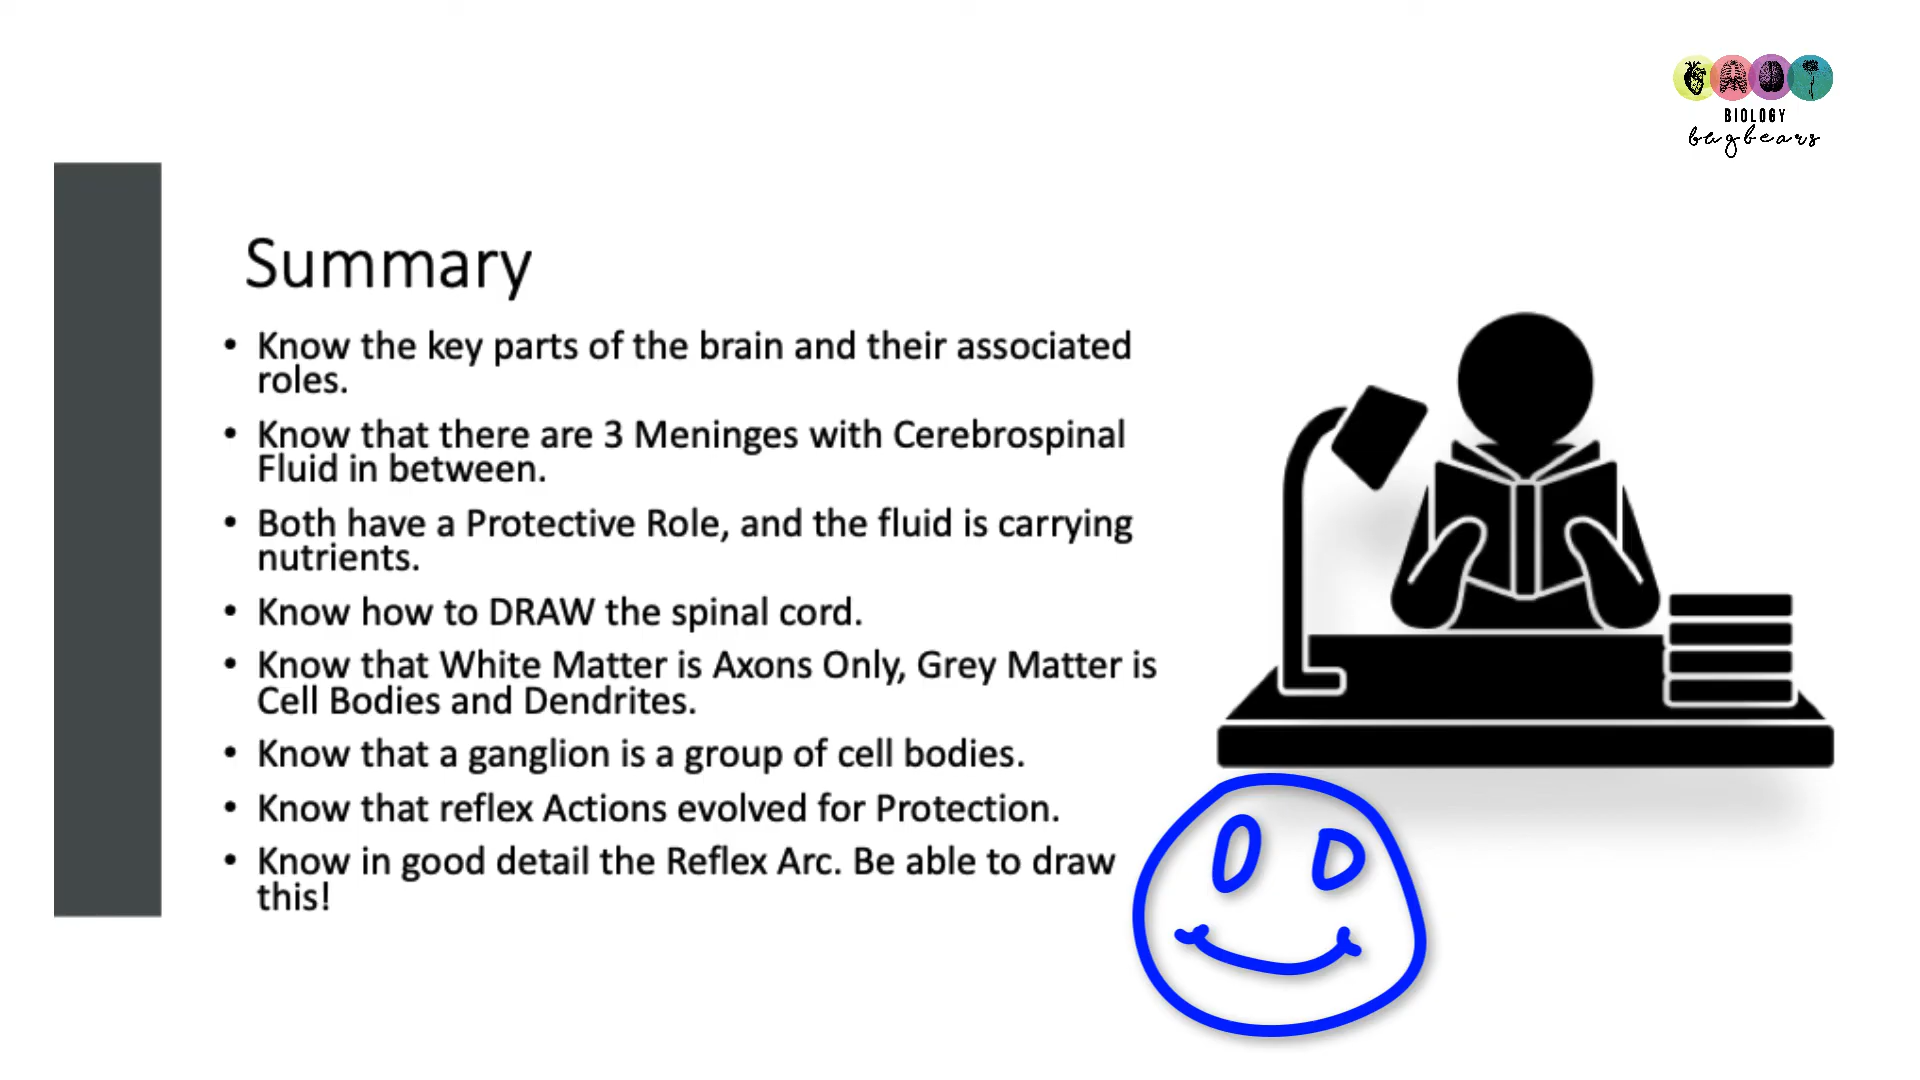 BIOLOGY
bugbears
Summary
• Know the key parts of the brain and their associated
roles.
• Know that there are 3 Meninges with Cerebrospinal
Fluid in between.
• Both have a Protective Role, and the fluid is carrying
nutrients.
• Know how to DRAW the spinal cord.
• Know that White Matter is Axons Only, Grey Matter is
Cell Bodies and Dendrites.
• Know that a ganglion is a group of cell bodies.
• Know that reflex Actions evolved for Protection.
• Know in good detail the Reflex Arc. Be able to draw
this!